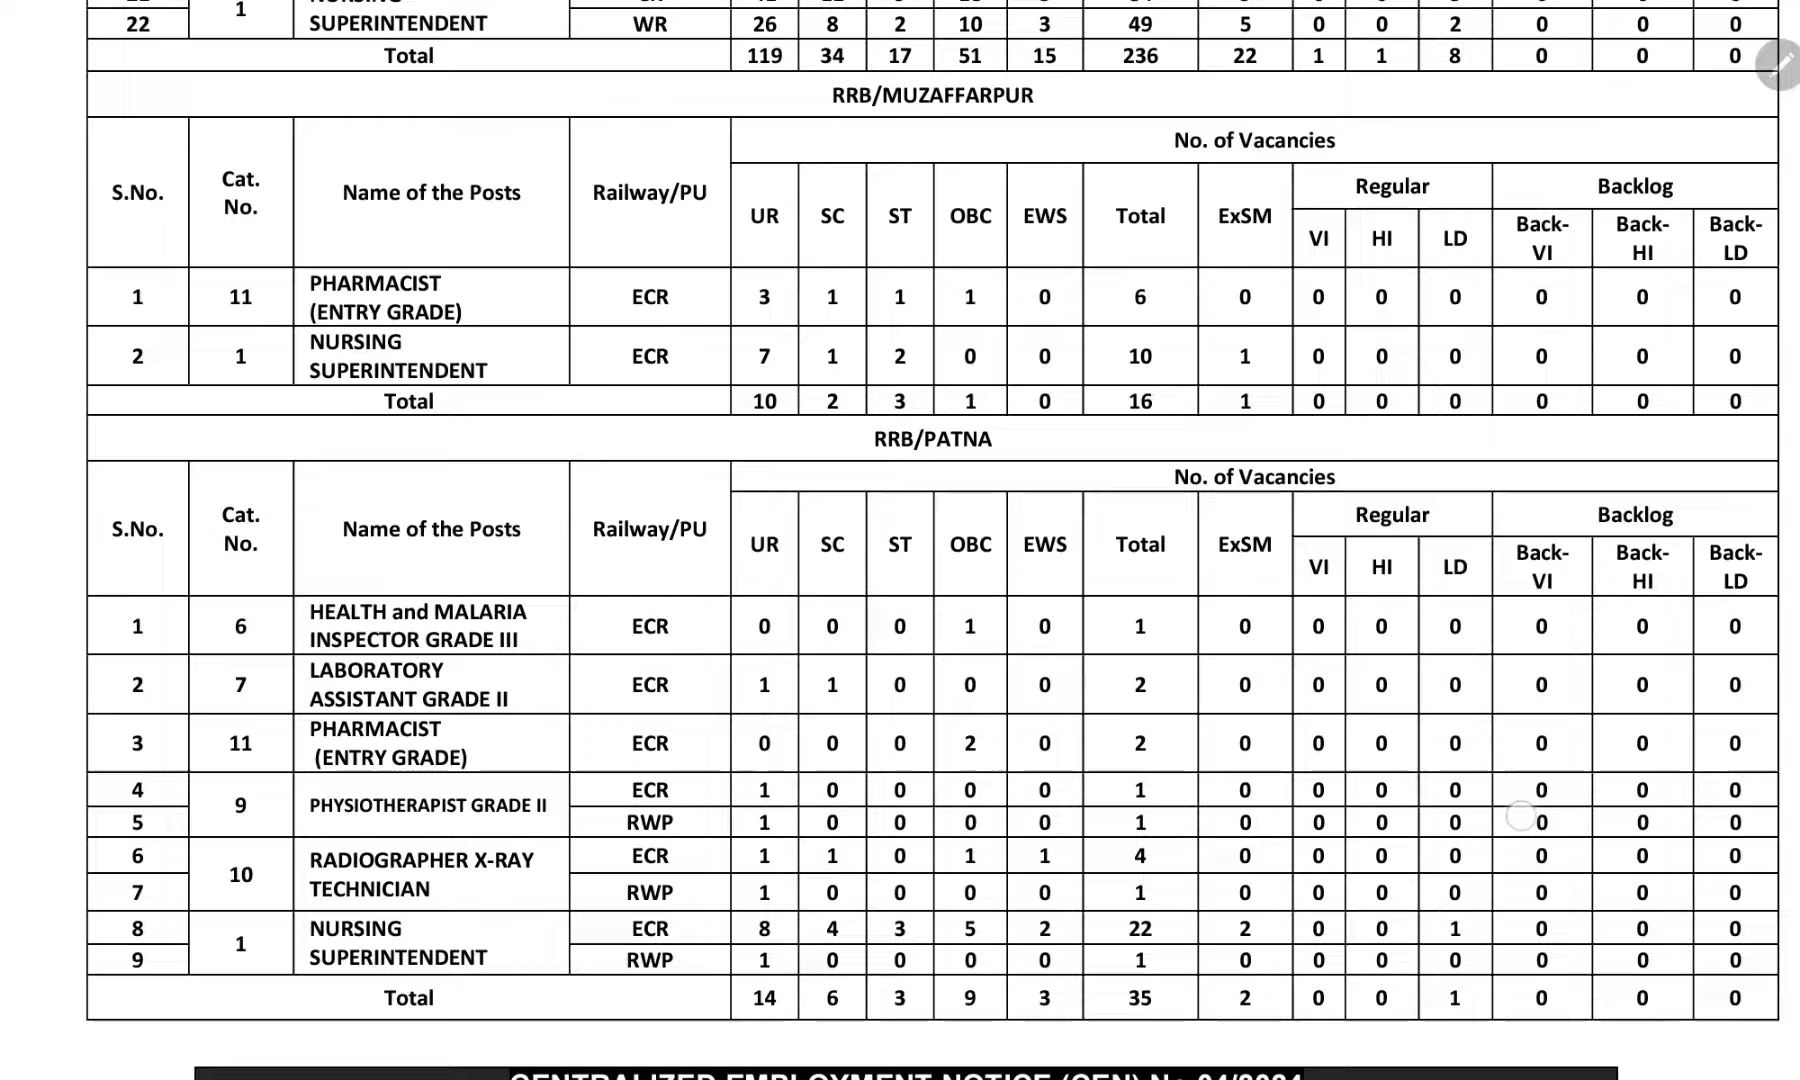 1
SUPERINTENDENT
22 WR 26 8 2 10 3 49 5 0 0 2 0 0 0
Total 119 34 17 51 15 236 22 1 1 8 0 0 0
RRB/MUZAFFARPUR
S.No. Cat. No. Name of the Posts Railway/PU No. of Vacancies
UR SC ST OBC EWS Total ExSM Regular Backlog
VI HI LD Back-VI Back-HI Back-LD
1 11 PHARMACIST (ENTRY GRADE) ECR 3 1 1 1 0 6 0 0 0 0 0 0 0
2 1 NURSING SUPERINTENDENT ECR 7 1 2 0 0 10 1 0 0 0 0 0 0
Total 10 2 3 1 0 16 1 0 0 0 0 0 0
RRB/PATNA
S.No. Cat. No. Name of the Posts Railway/PU No. of Vacancies
UR SC ST OBC EWS Total ExSM Regular Backlog
VI HI LD Back-VI Back-HI Back-LD
1 6 HEALTH and MALARIA INSPECTOR GRADE III ECR 0 0 0 1 0 1 0 0 0 0 0 0 0
2 7 LABORATORY ASSISTANT GRADE II ECR 1 1 0 0 0 2 0 0 0 0 0 0 0
3 11 PHARMACIST (ENTRY GRADE) ECR 0 0 0 2 0 2 0 0 0 0 0 0 0
4 9 PHYSIOTHERAPIST GRADE II ECR 1 0 0 0 0 1 0 0 0 0 0 0 0
5 RWP 1 0 0 0 0 1 0 0 0 0 0 0 0
6 10 RADIOGRAPHER X-RAY TECHNICIAN ECR 1 1 0 1 1 4 0 0 0 0 0 0 0
7 RWP 1 0 0 0 0 1 0 0 0 0 0 0 0
8 1 NURSING SUPERINTENDENT ECR 8 4 3 5 2 22 2 0 0 1 0 0 0
9 RWP 1 0 0 0 0 1 0 0 0 0 0 0 0
Total 14 6 3 9 3 35 2 0 0 1 0 0 0
CENTRALIZED EMPLOYMENT NOTICE (CEN) No.04/2024